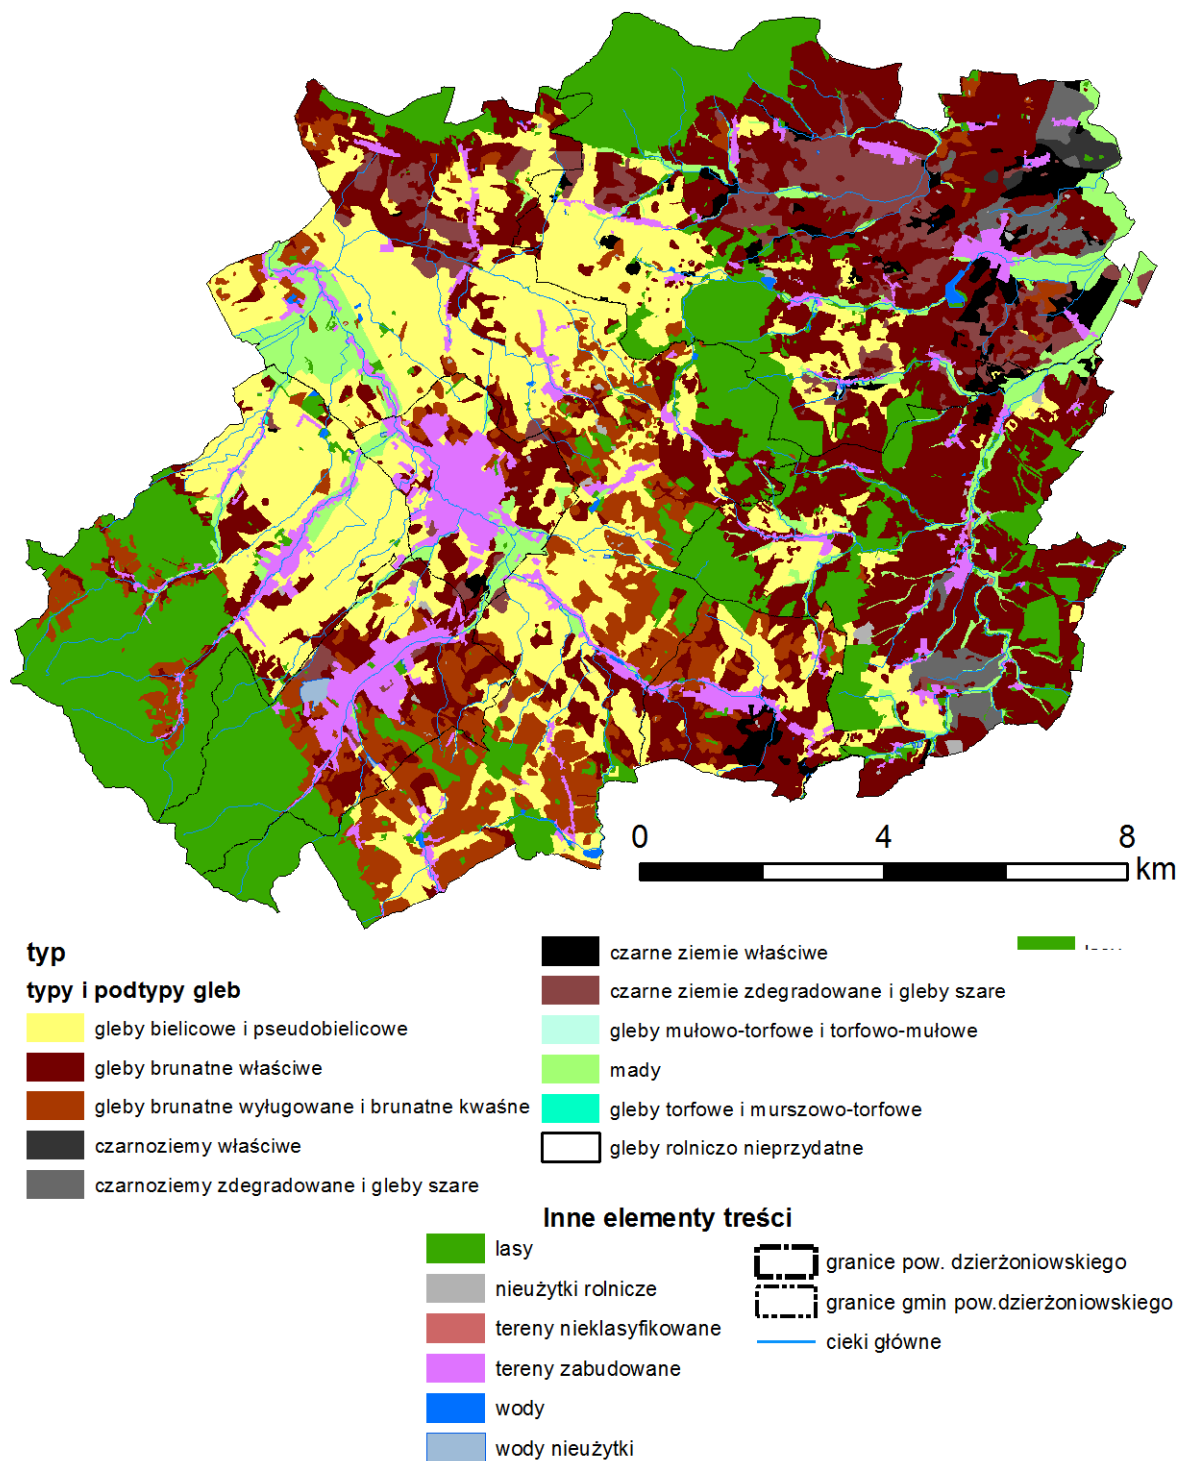 0 4 8
km
typ
typy i podtypy gleb
gleby bielicowe i pseudobielicowe
gleby brunatne właściwe
gleby brunatne wyługowane i brunatne kwaśne
czarnoziemy właściwe
czarnoziemy zdegradowane i gleby szare
czarne ziemie właściwe
czarne ziemie zdegradowane i gleby szare
gleby mułowo-torfowe i torfowo-mułowe
mady
gleby torfowe i murszowo-torfowe
gleby rolniczo nieprzydatne
Inne elementy treści
lasy
nieużytki rolnicze
tereny nieklasyfikowane
tereny zabudowane
wody
wody nieużytki
granice pow. dzierżoniowskiego
granice gmin pow.dzierżoniowskiego
cieki główne